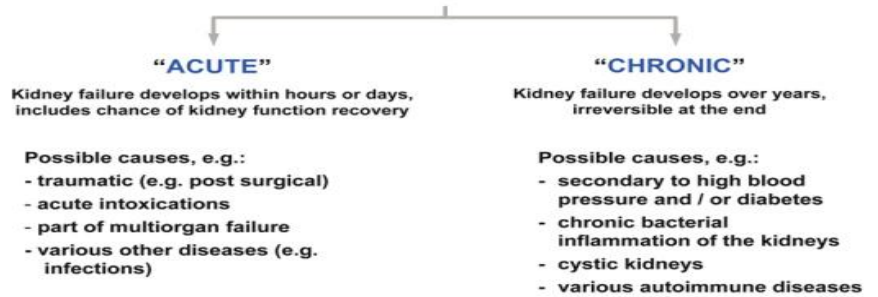 “ACUTE”
Kidney failure develops within hours or days,
includes chance of kidney function recovery
Possible causes, e.g.:
- traumatic (e.g. post surgical)
- acute intoxications
- part of multiorgan failure
- various other diseases (e.g.
infections)
“CHRONIC”
Kidney failure develops over years,
irreversible at the end
Possible causes, e.g.:
- secondary to high blood
pressure and / or diabetes
- chronic bacterial
inflammation of the kidneys
- cystic kidneys
- various autoimmune diseases